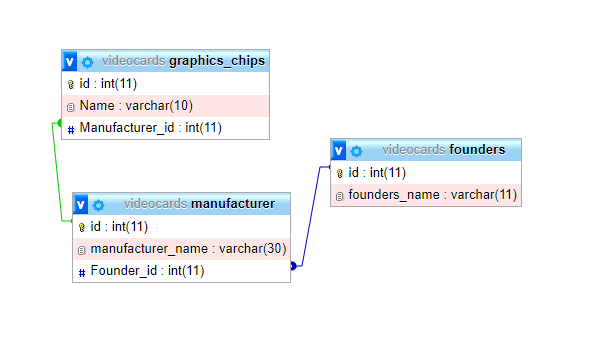 v videocards graphics_chips
id : int(11)
Name : varchar(10)
# Manufacturer_id : int(11)
v videocards manufacturer
id : int(11)
manufacturer_name : varchar(30)
# Founder_id : int(11)
v videocards founders
id : int(11)
founders_name : varchar(11)